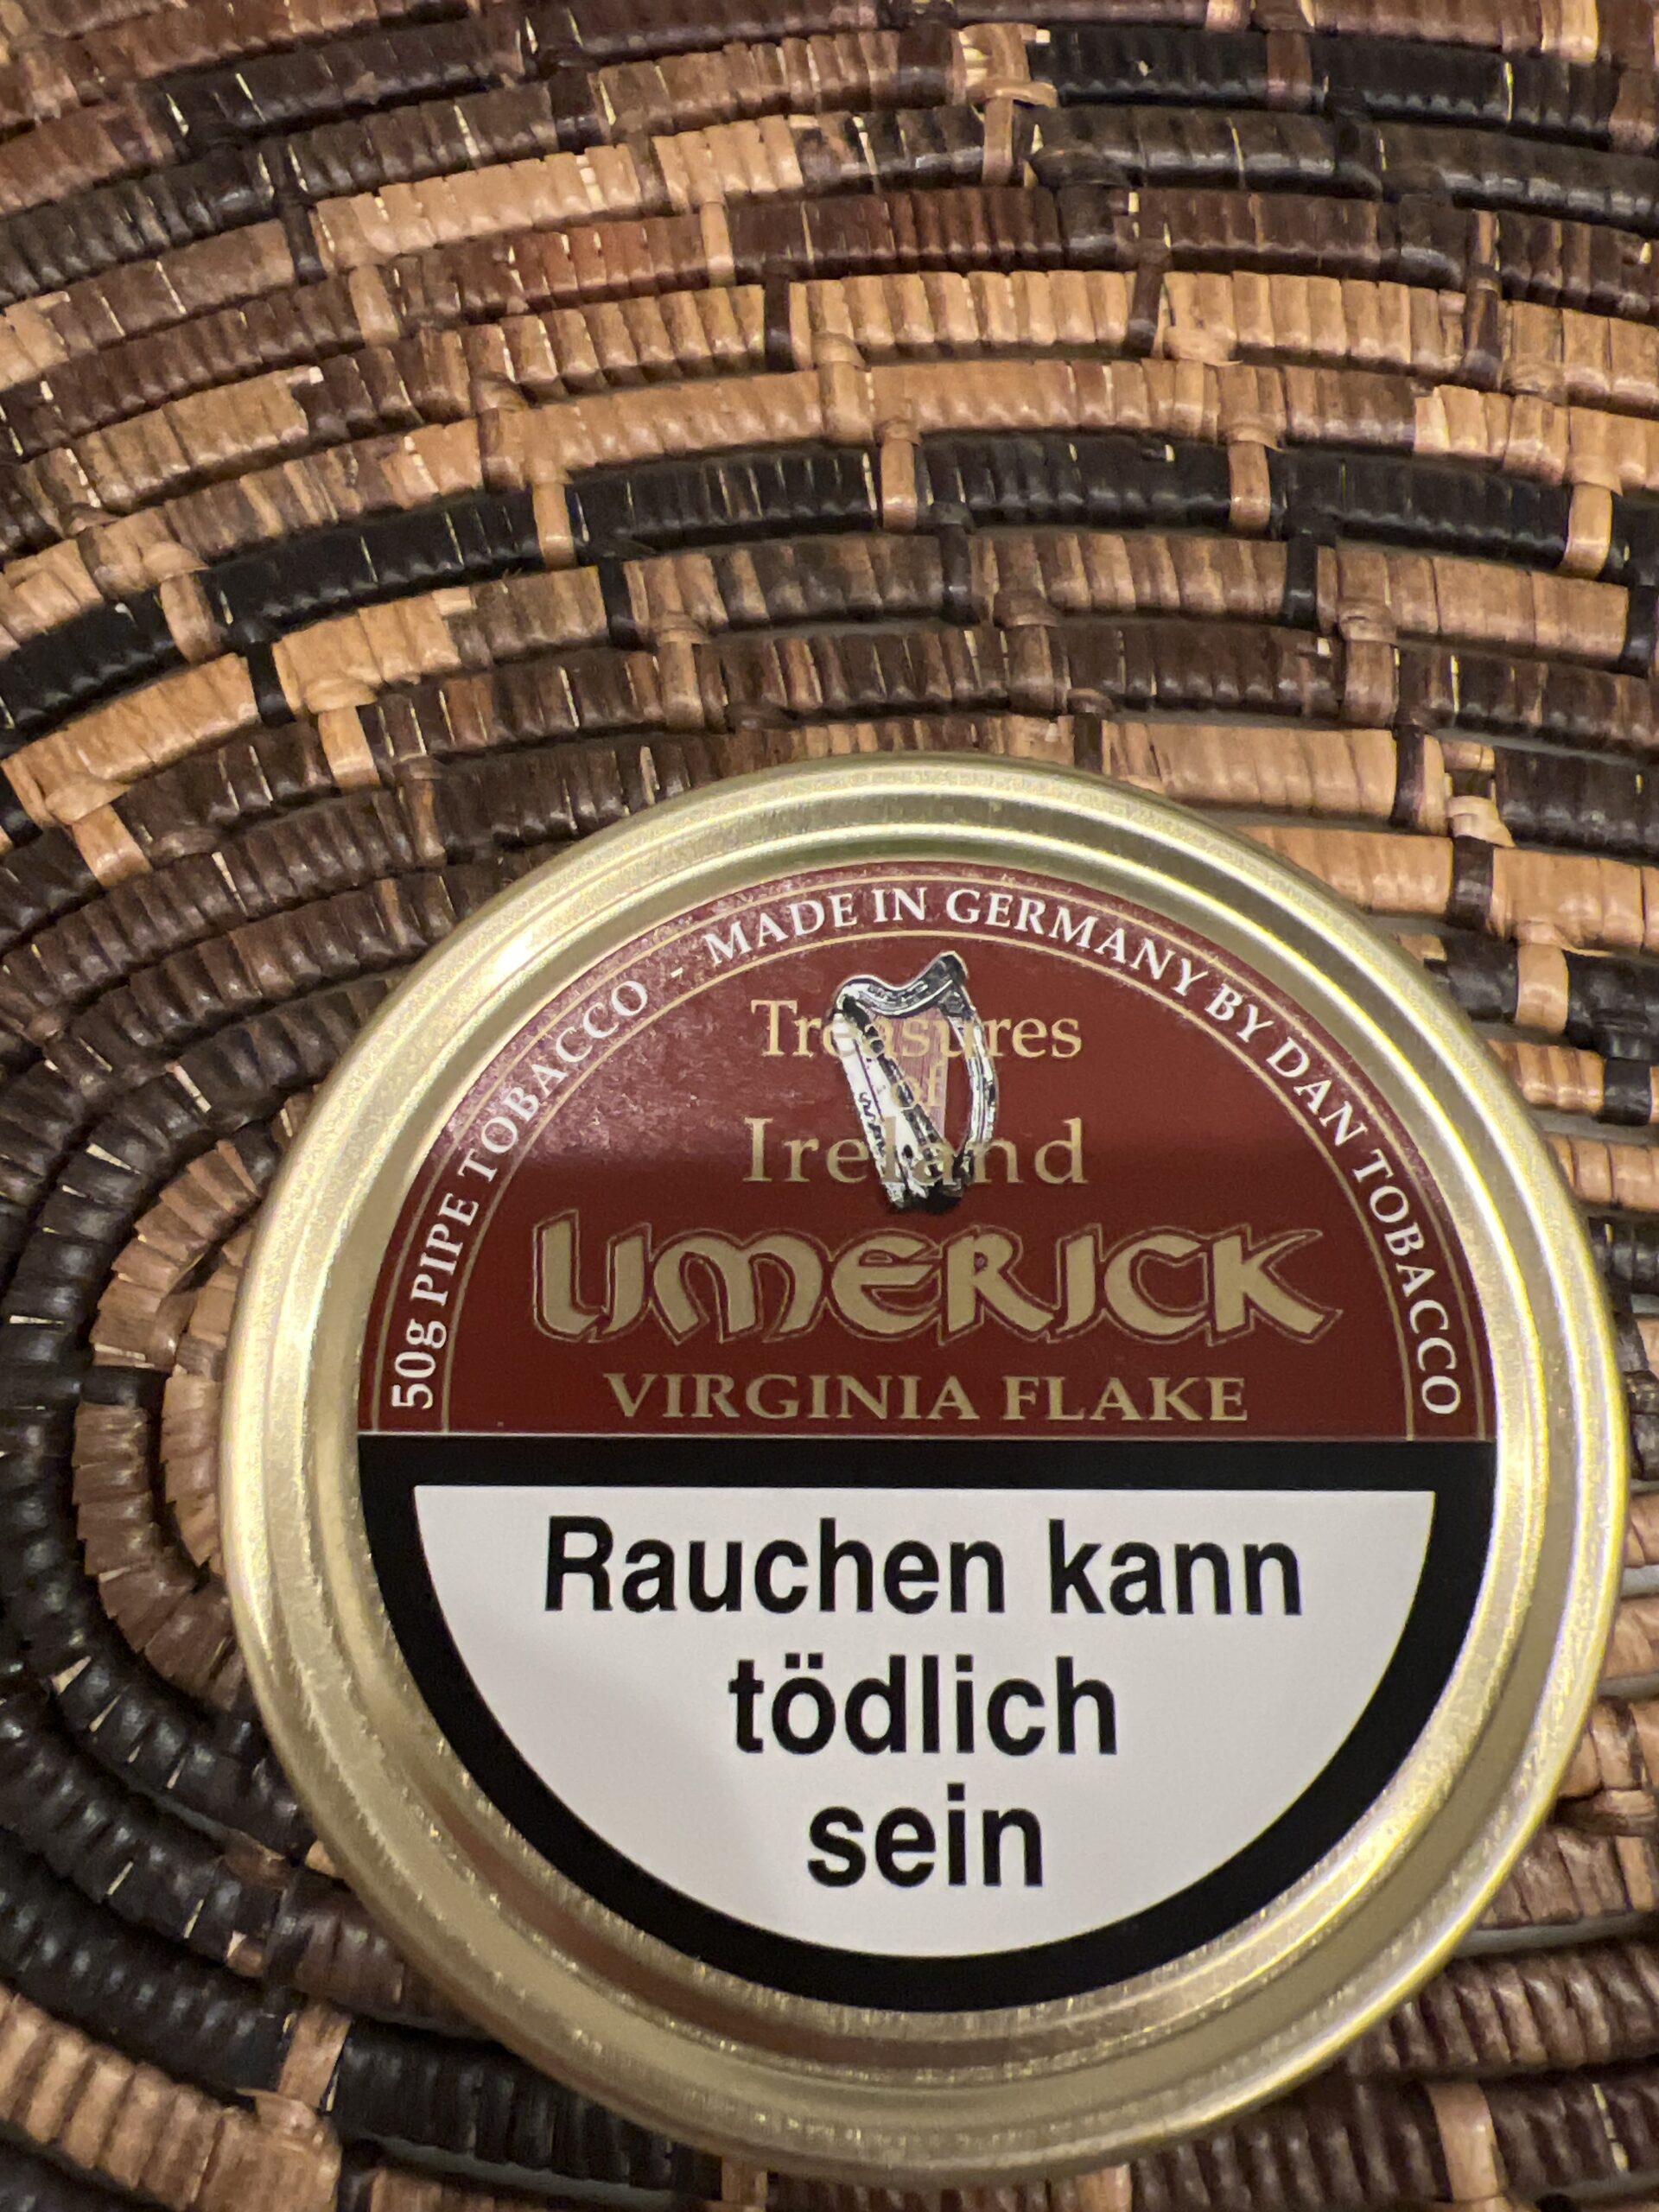 50g PIPE TOBACCO - MADE IN GERMANY BY DAN TOBACCO
Treasures
of
Ireland
LIMERICK
VIRGINIA FLAKE
Rauchen kann
tödlich
sein